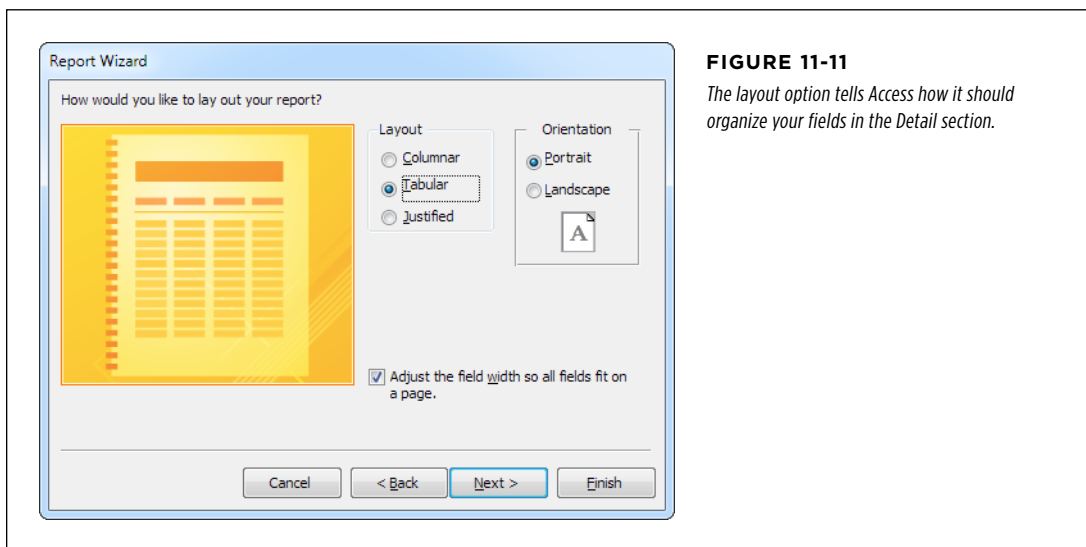 Report Wizard
How would you like to lay out your report?
Layout
Columnar
Tabular
Justified
Orientation
Portrait
Landscape
A
Adjust the field width so all fields fit on
a page.
Cancel
< Back
Next >
Finish
FIGURE 11-11
The layout option tells Access how it should
organize your fields in the Detail section.